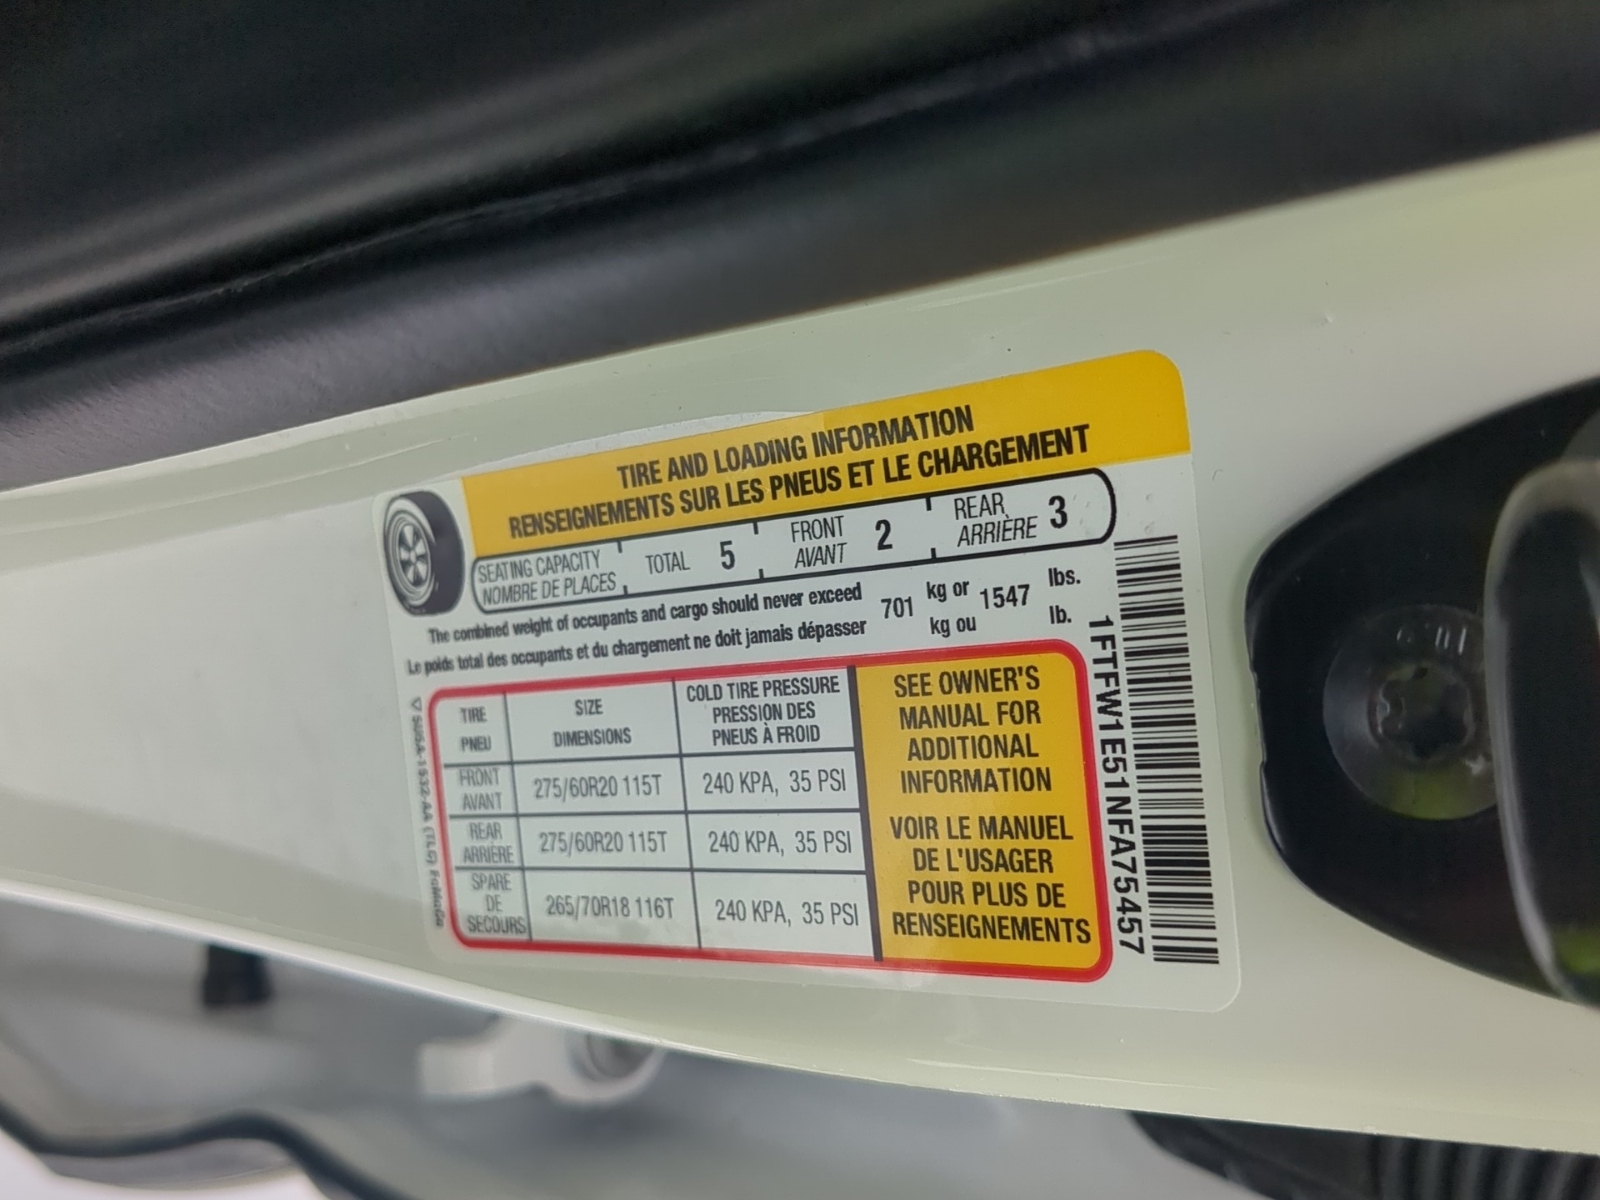 TIRE AND LOADING INFORMATION
RENSEIGNEMENTS SUR LES PNEUS ET LE CHARGEMENT
SEATING CAPACITY
NOMBRE DE PLACES
TOTAL 5
FRONT
AVANT
2
REAR
ARRIÈRE
3
The combined weight of occupants and cargo should never exceed
Le poids total des occupants et du chargement ne doit jamais dépasser
701
kg or
kg ou
1547
lbs.
lb.
TIRE
PNEU
SIZE
DIMENSIONS
COLD TIRE PRESSURE
PRESSION DES
PNEUS À FROID
FRONT
AVANT
275/60R20 115T
240 KPA, 35 PSI
REAR
ARRIÈRE
275/60R20 115T
240 KPA, 35 PSI
SPARE
DE
SECOURS
265/70R18 116T
240 KPA, 35 PSI
SEE OWNER'S
MANUAL FOR
ADDITIONAL
INFORMATION
VOIR LE MANUEL
DE L'USAGER
POUR PLUS DE
RENSEIGNEMENTS
1FTFW1E51NFA75457
5USA-1532-AA (TLG) FoMoCo